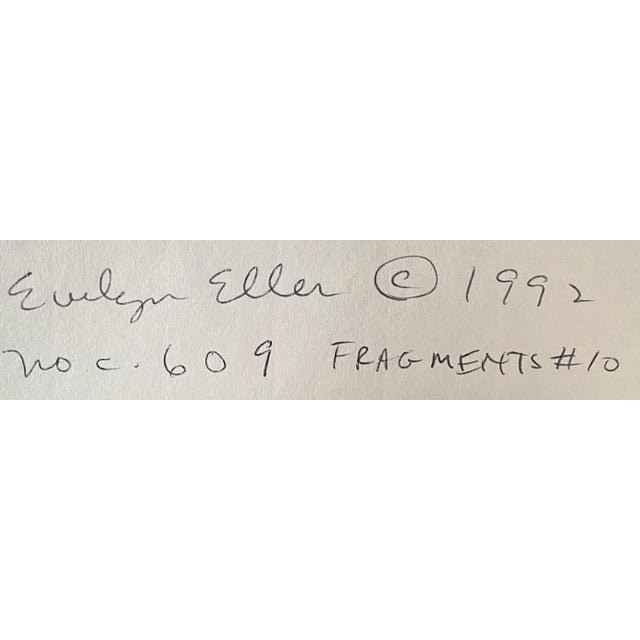 Evelyn Eller © 1992
no c. 609 FRAGMENTS #10